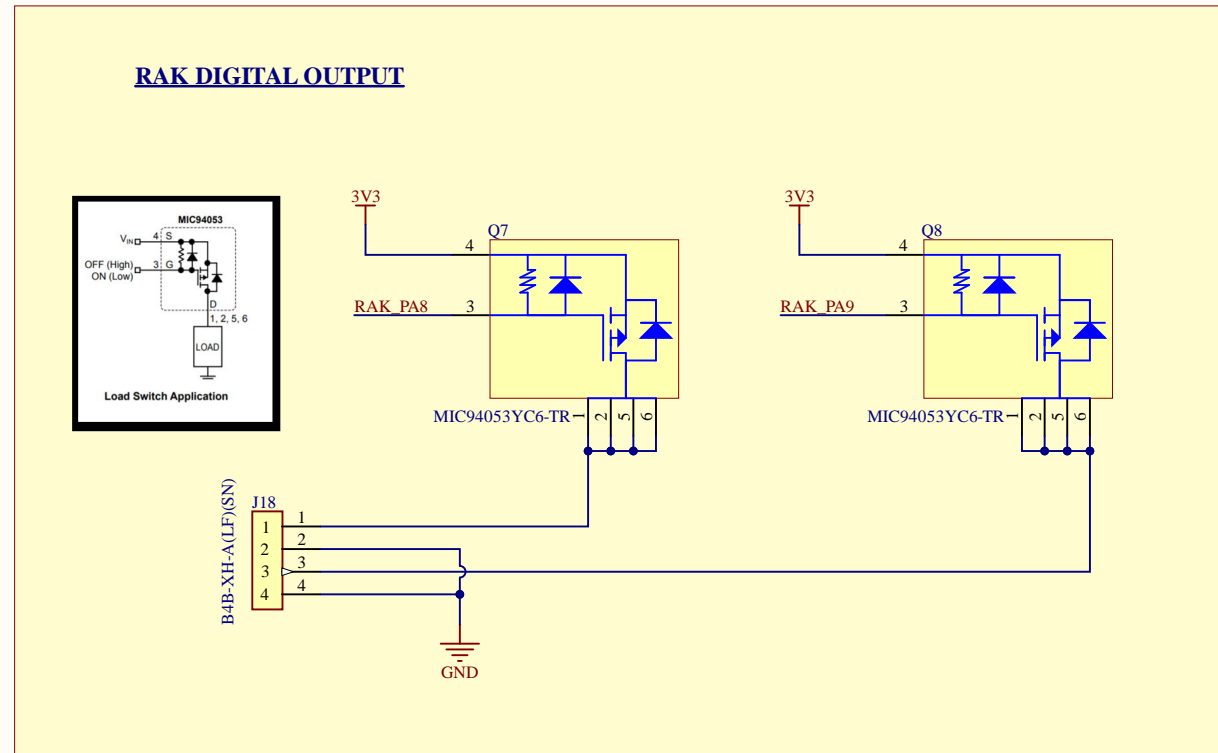 RAK DIGITAL OUTPUT
MIC94053
VIN 4 S
OFF (High)
ON (Low)
3 G
D
1, 2, 5, 6
LOAD
Load Switch Application
3V3
Q7
4
RAK_PA8
3
MIC94053YC6-TR
1
2
5
6
3V3
Q8
4
RAK_PA9
3
MIC94053YC6-TR
1
2
5
6
J18
B4B-XH-A(LF)(SN)
1 1
2 2
3 3
4 4
GND